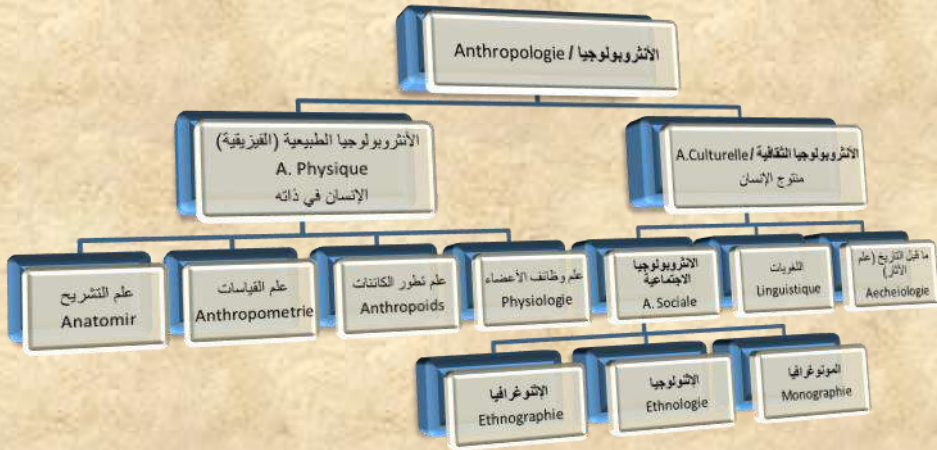 الأنثروبولوجيا / Anthropologie
الأنثروبولوجيا الثقافية / A.Culturelle
منتوج الإنسان
الأنثروبولوجيا الطبيعية (الفيزيقية)
A. Physique
الإنسان في ذاته
ما قبل التاريخ (علم
الآثار)
Aecheiologie
اللغويات
Linguistique
الانثروبولوجيا
الاجتماعية
A. Sociale
علم وظائف الأعضاء
Physiologie
علم تطور الكائنات
Anthropoids
علم القياسات
Anthropometrie
علم التشريح
Anatomir
المونوغرافيا
Monographie
الإثنولوجيا
Ethnologie
الإثنوغرافيا
Ethnographie